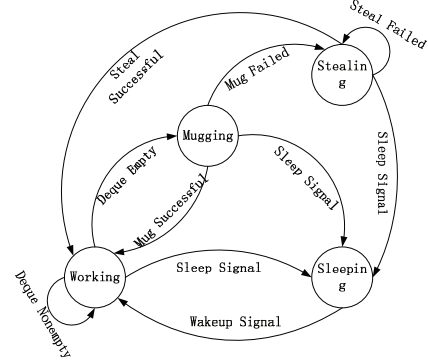 Steal Failed
Steal
Successful
Mug Failed
Stealin
g
Mugging
Sleep Signal
Sleep Signal
Deque Empty
Mug Successful
Working
Sleep Signal
Sleepin
g
Deque Nonempty
Wakeup Signal